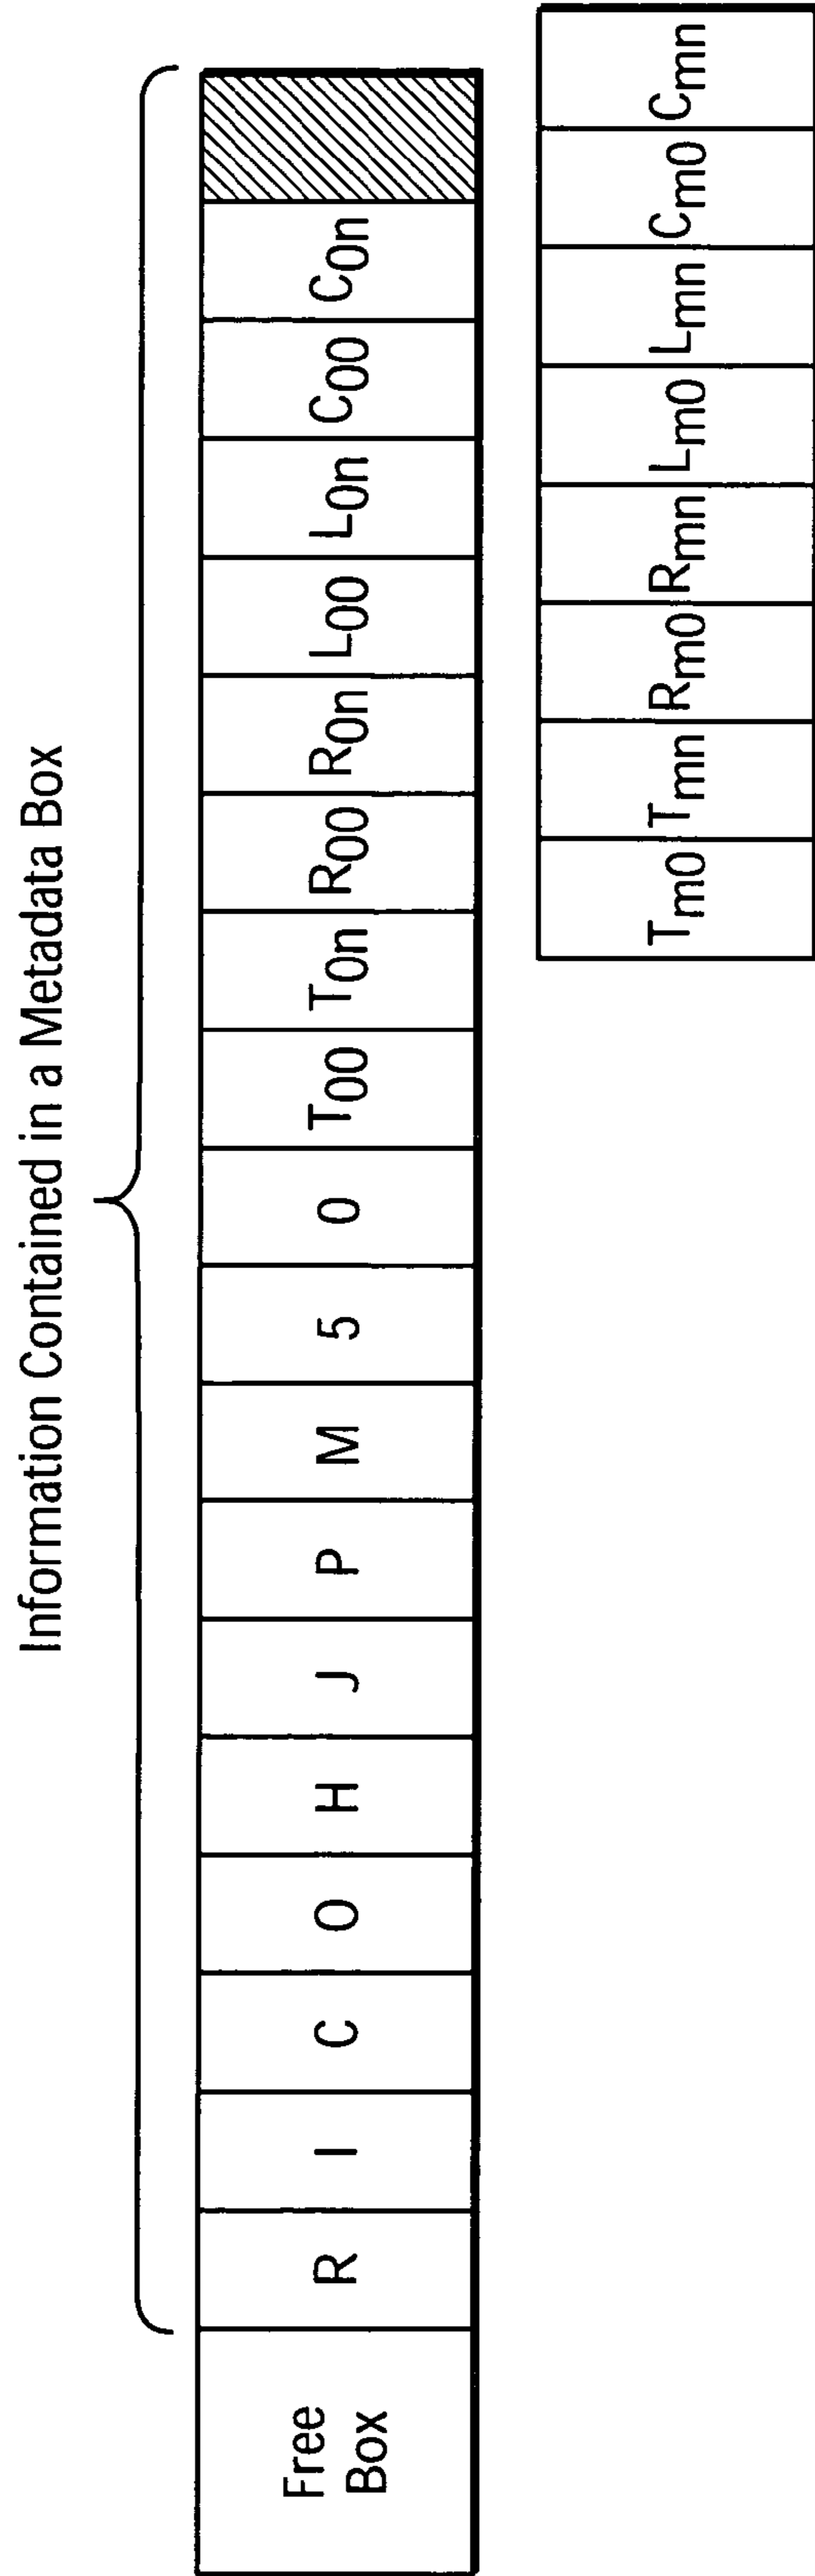 Information Contained in a Metadata Box
Free
Box
R I C O H J P M 5 0 T00 T0n R00 R0n L00 L0n C00 C0n
Tm0 Tmn Rm0 Rmn Lm0 Lmn Cm0 Cmn